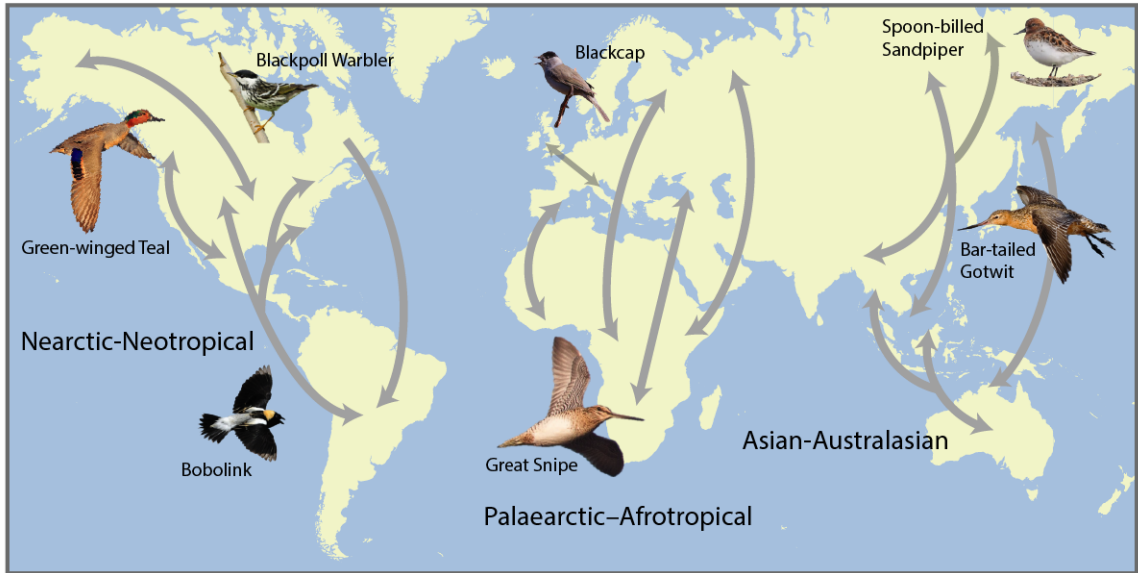 Blackpoll Warbler
Blackcap
Spoon-billed
Sandpiper
Green-winged Teal
Bar-tailed
Gotwit
Nearctic-Neotropical
Bobolink
Great Snipe
Asian-Australasian
Palaearctic–Afrotropical